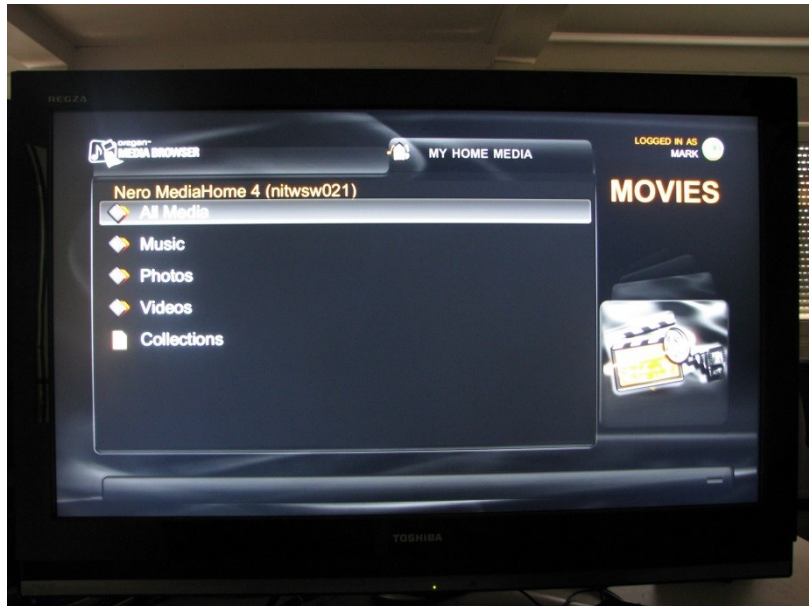 REGZA
oregan™
MEDIA BROWSER
MY HOME MEDIA
LOGGED IN AS
MARK
MOVIES
Nero MediaHome 4 (nitwsw021)
All Media
Music
Photos
Videos
Collections
TOSHIBA